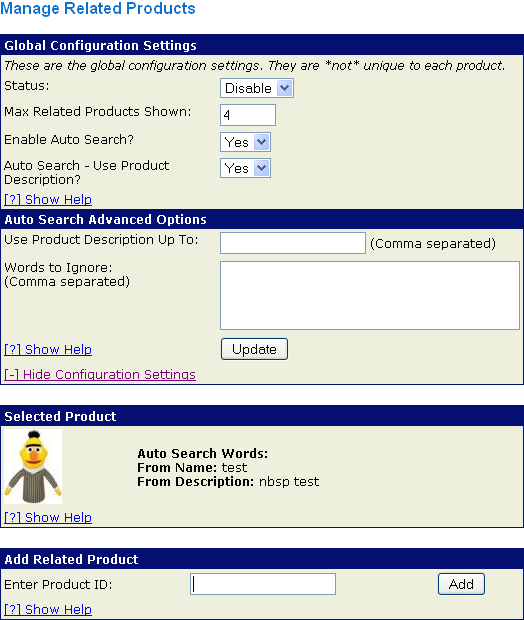 Manage Related Products
Global Configuration Settings
These are the global configuration settings. They are *not* unique to each product.
Status: Disable
Max Related Products Shown: 4
Enable Auto Search? Yes
Auto Search - Use Product Description? Yes
[?] Show Help
Auto Search Advanced Options
Use Product Description Up To: (Comma separated)
Words to Ignore:
(Comma separated)
[?] Show Help Update
[-] Hide Configuration Settings
Selected Product
Auto Search Words:
From Name: test
From Description: nbsp test
[?] Show Help
Add Related Product
Enter Product ID: Add
[?] Show Help